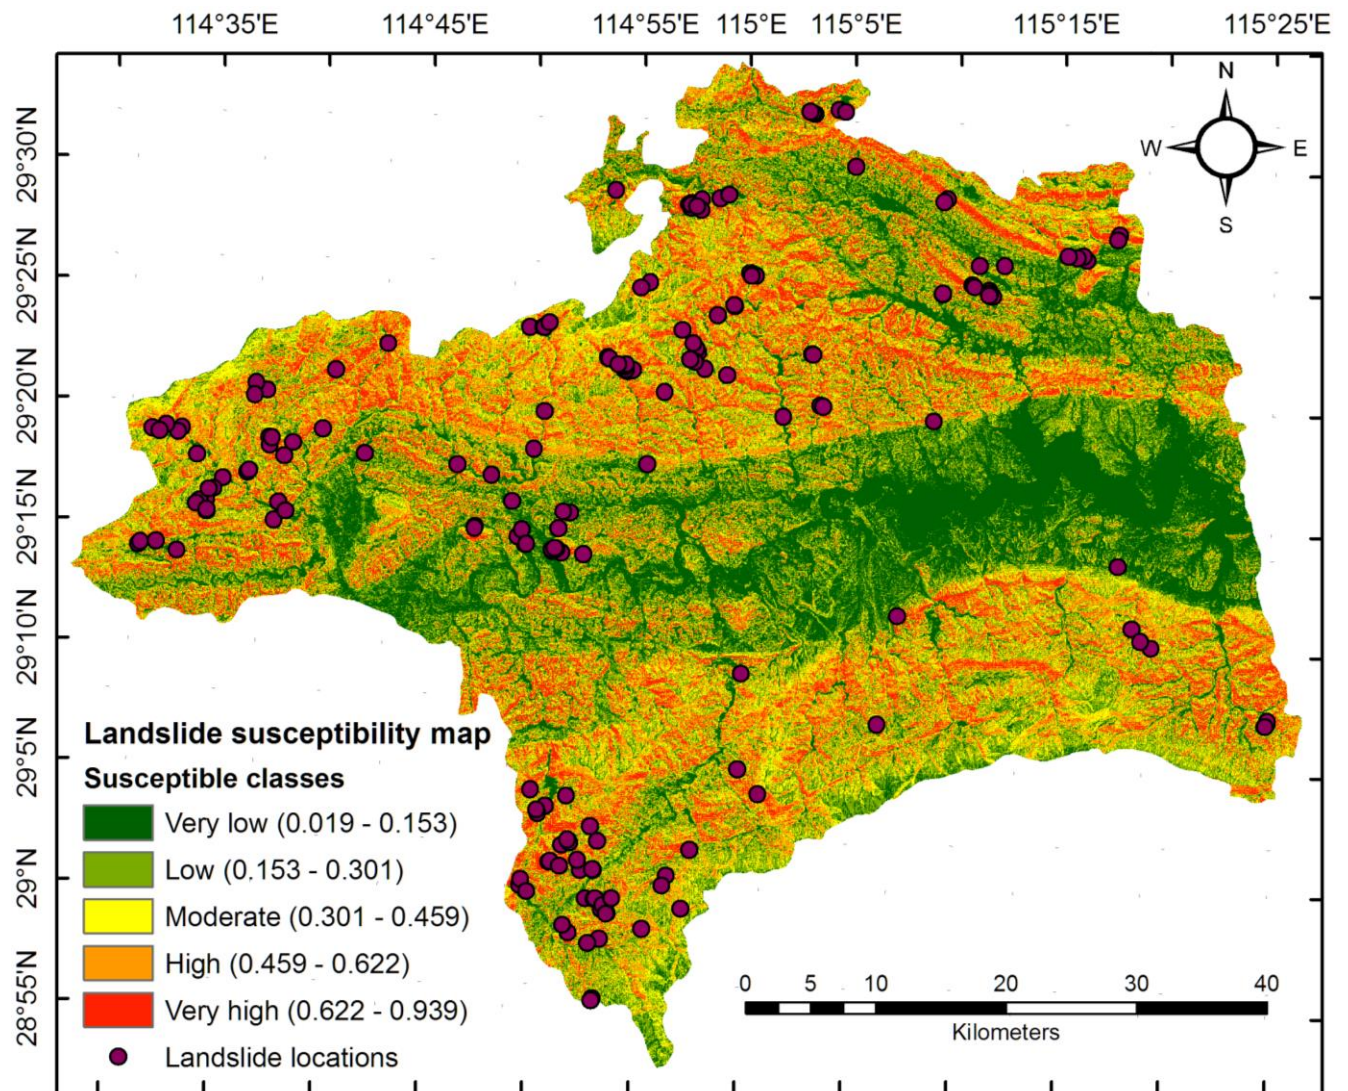 114°35'E 114°45'E 114°55'E 115°E 115°5'E 115°15'E 115°25'E
N
W E
S
29°30'N
29°25'N
29°20'N
29°15'N
29°10'N
29°5'N
29°N
28°55'N
Landslide susceptibility map
Susceptible classes
Very low (0.019 - 0.153)
Low (0.153 - 0.301)
Moderate (0.301 - 0.459)
High (0.459 - 0.622)
Very high (0.622 - 0.939)
Landslide locations
0 5 10 20 30 40
Kilometers